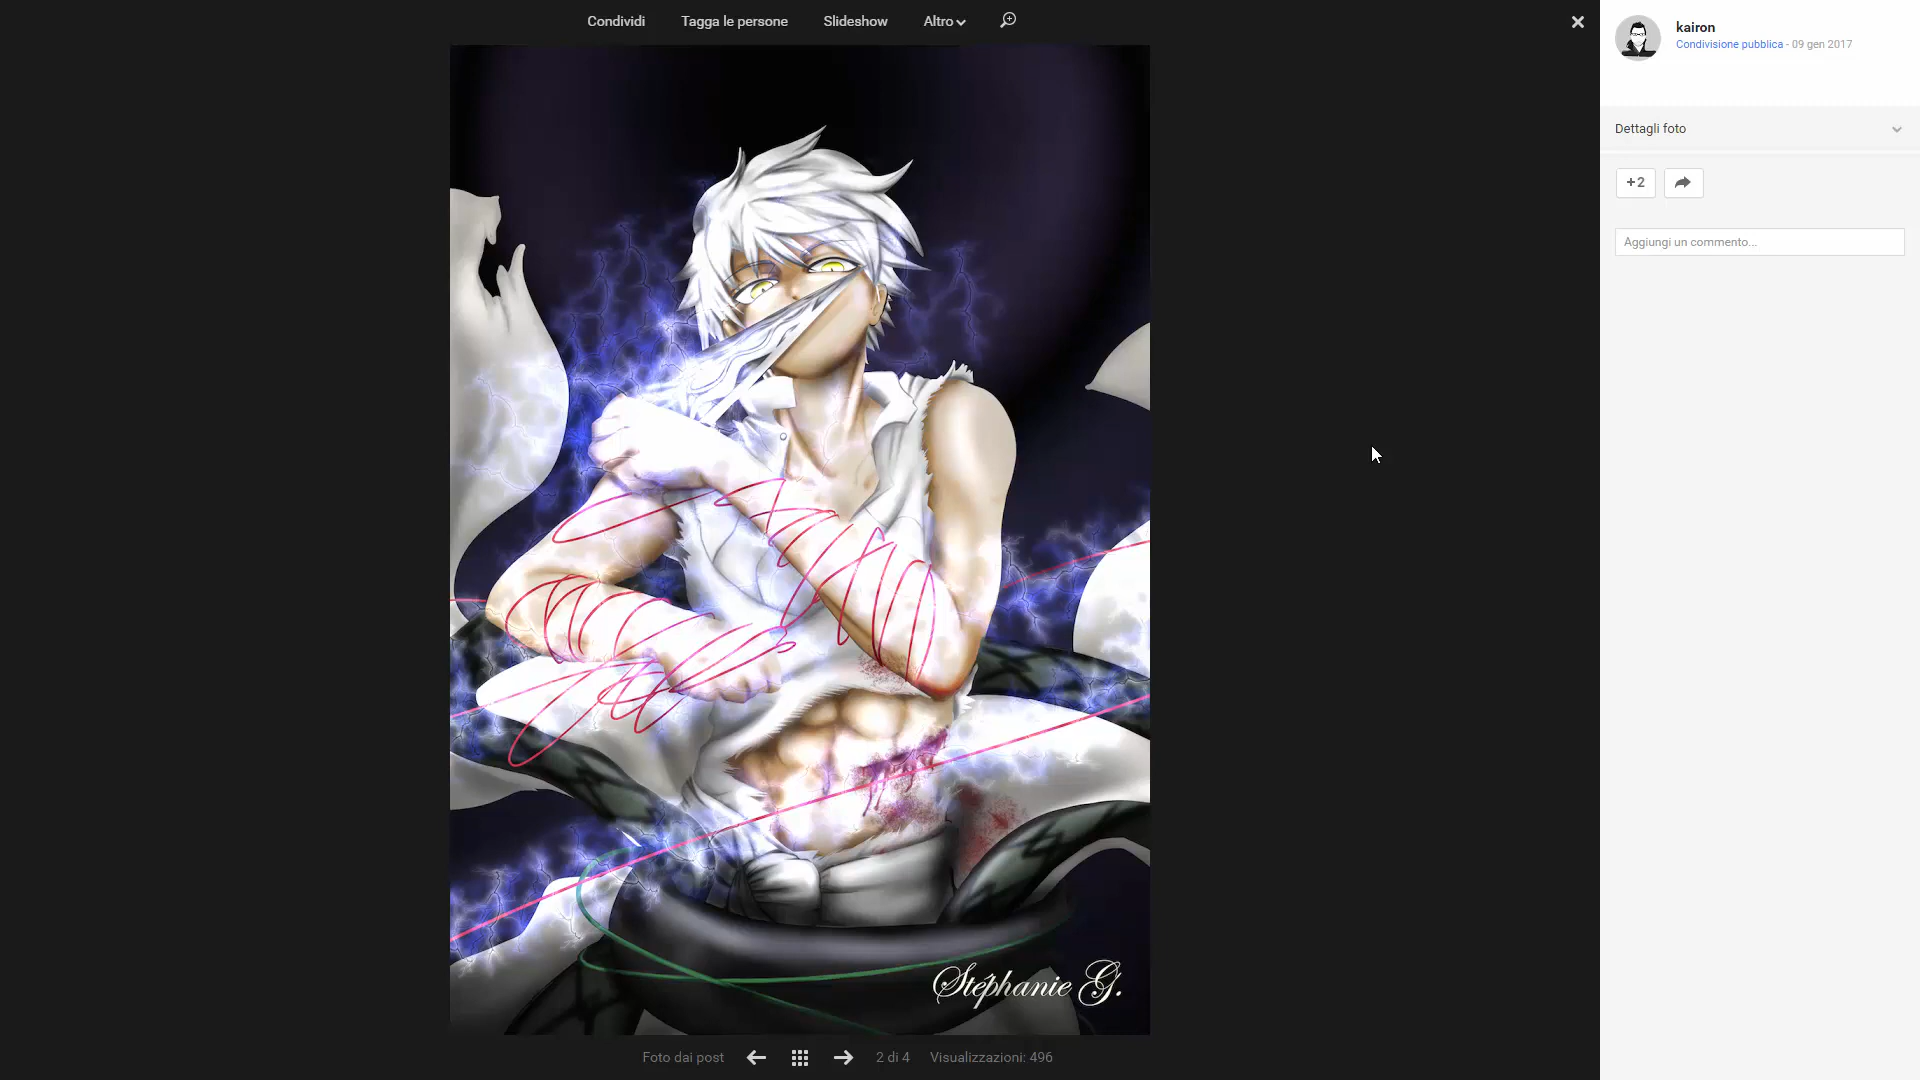 Condividi Tagga le persone Slideshow Altro
kairon
Condivisione pubblica - 09 gen 2017
Dettagli foto
+2
Aggiungi un commento...
Stéphanie G.
Foto dai post 2 di 4 Visualizzazioni: 496